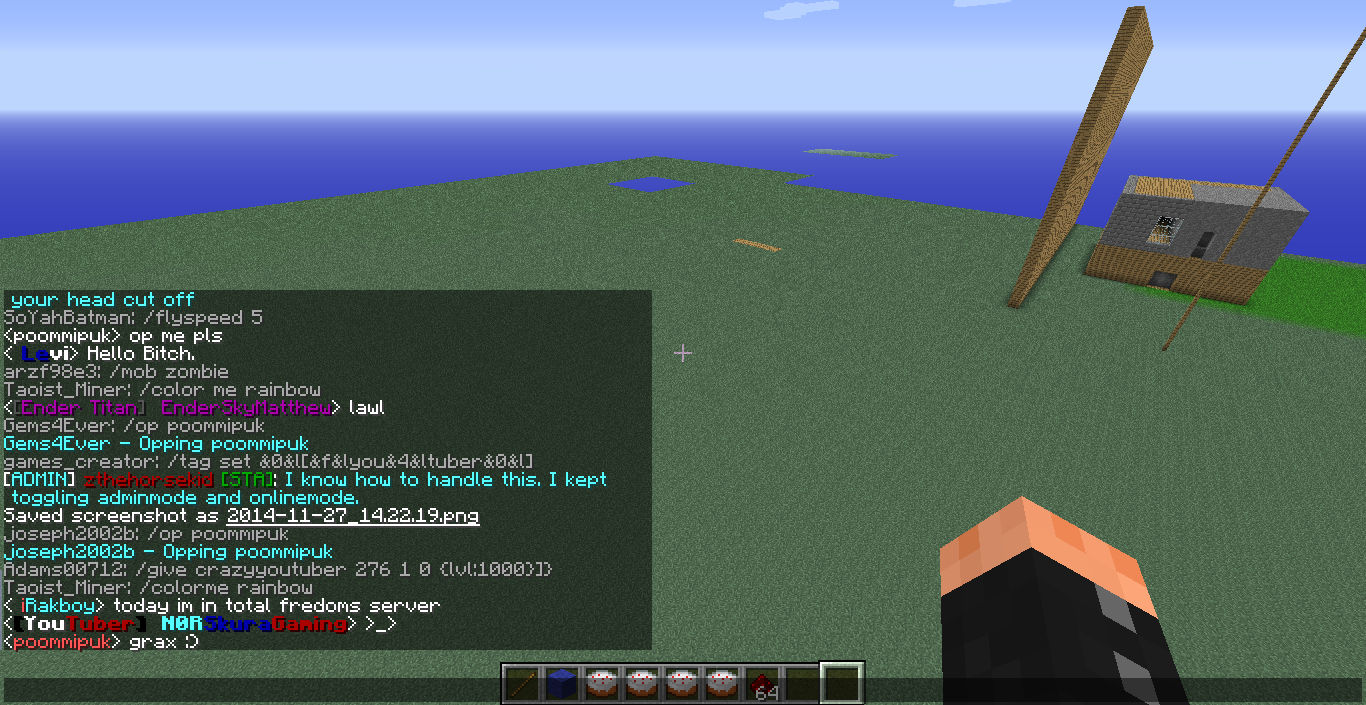 your head cut off
SoYahBatman: /flyspeed 5
<poommipuk> op me pls
< Levi> Hello Bitch.
arzf98e3: /mob zombie
Taoist_Miner: /color me rainbow
<[Ender Titan] EnderSkyMatthew> lawl
Gems4Ever: /op poommipuk
Gems4Ever - Opping poommipuk
games_creator: /tag set &0&l[&f&lyou&4&ltuber&0&l]
[ADMIN] zthehorsekid [STA]: I know how to handle this. I kept
toggling adminmode and onlinemode.
Saved screenshot as 2014-11-27_14.22.19.png
joseph2002b: /op poommipuk
joseph2002b - Opping poommipuk
Adams00712: /give crazyyoutuber 276 1 0 {lvl:1000}]}
Taoist_Miner: /colorme rainbow
< iRakboy> today im in total fredoms server
<[YouTuber] N0RSkuraGaming> >_>
<poommipuk> grax :)
64